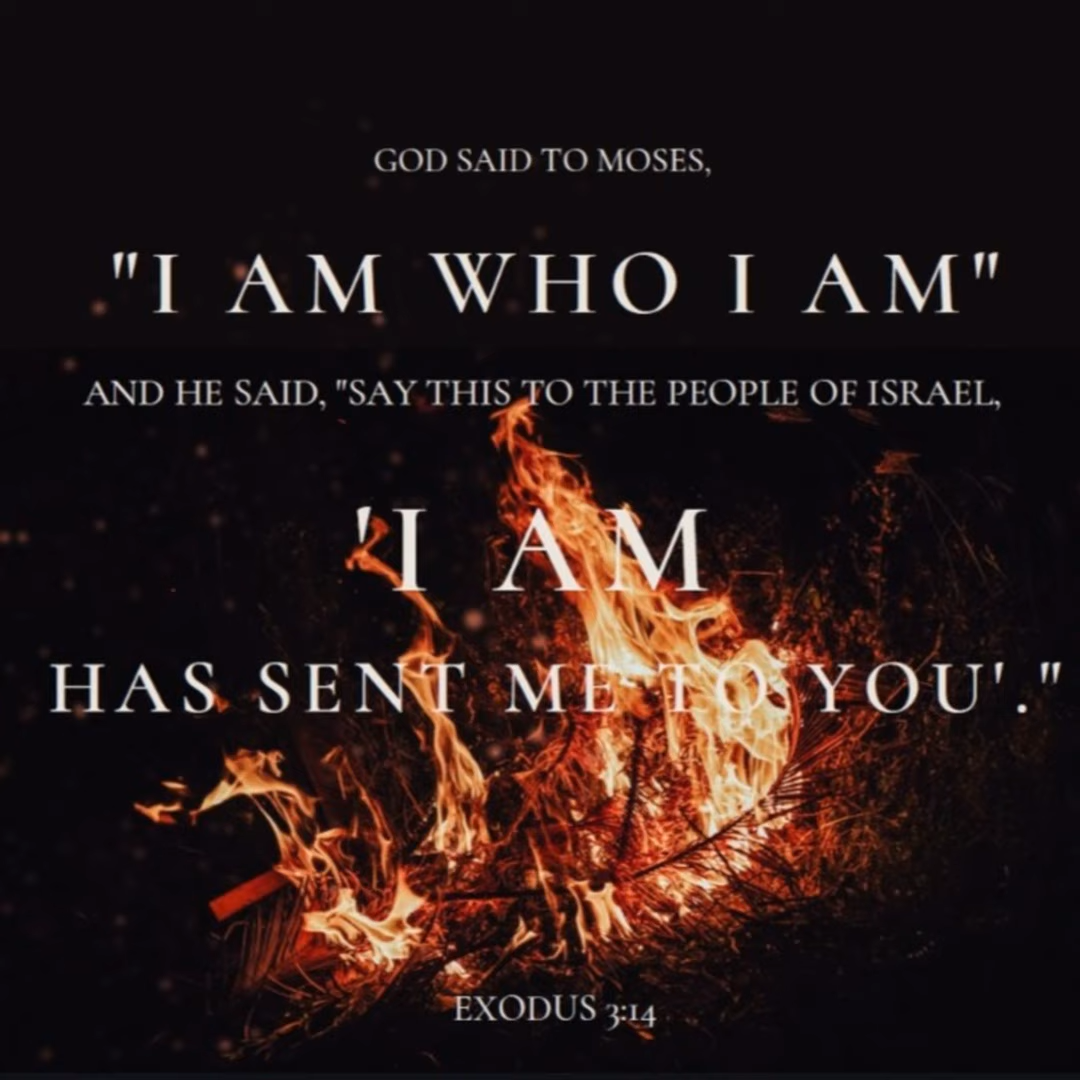 GOD SAID TO MOSES,
"I AM WHO I AM"
AND HE SAID, "SAY THIS TO THE PEOPLE OF ISRAEL,
'I AM
HAS SENT ME TO YOU'."
EXODUS 3:14